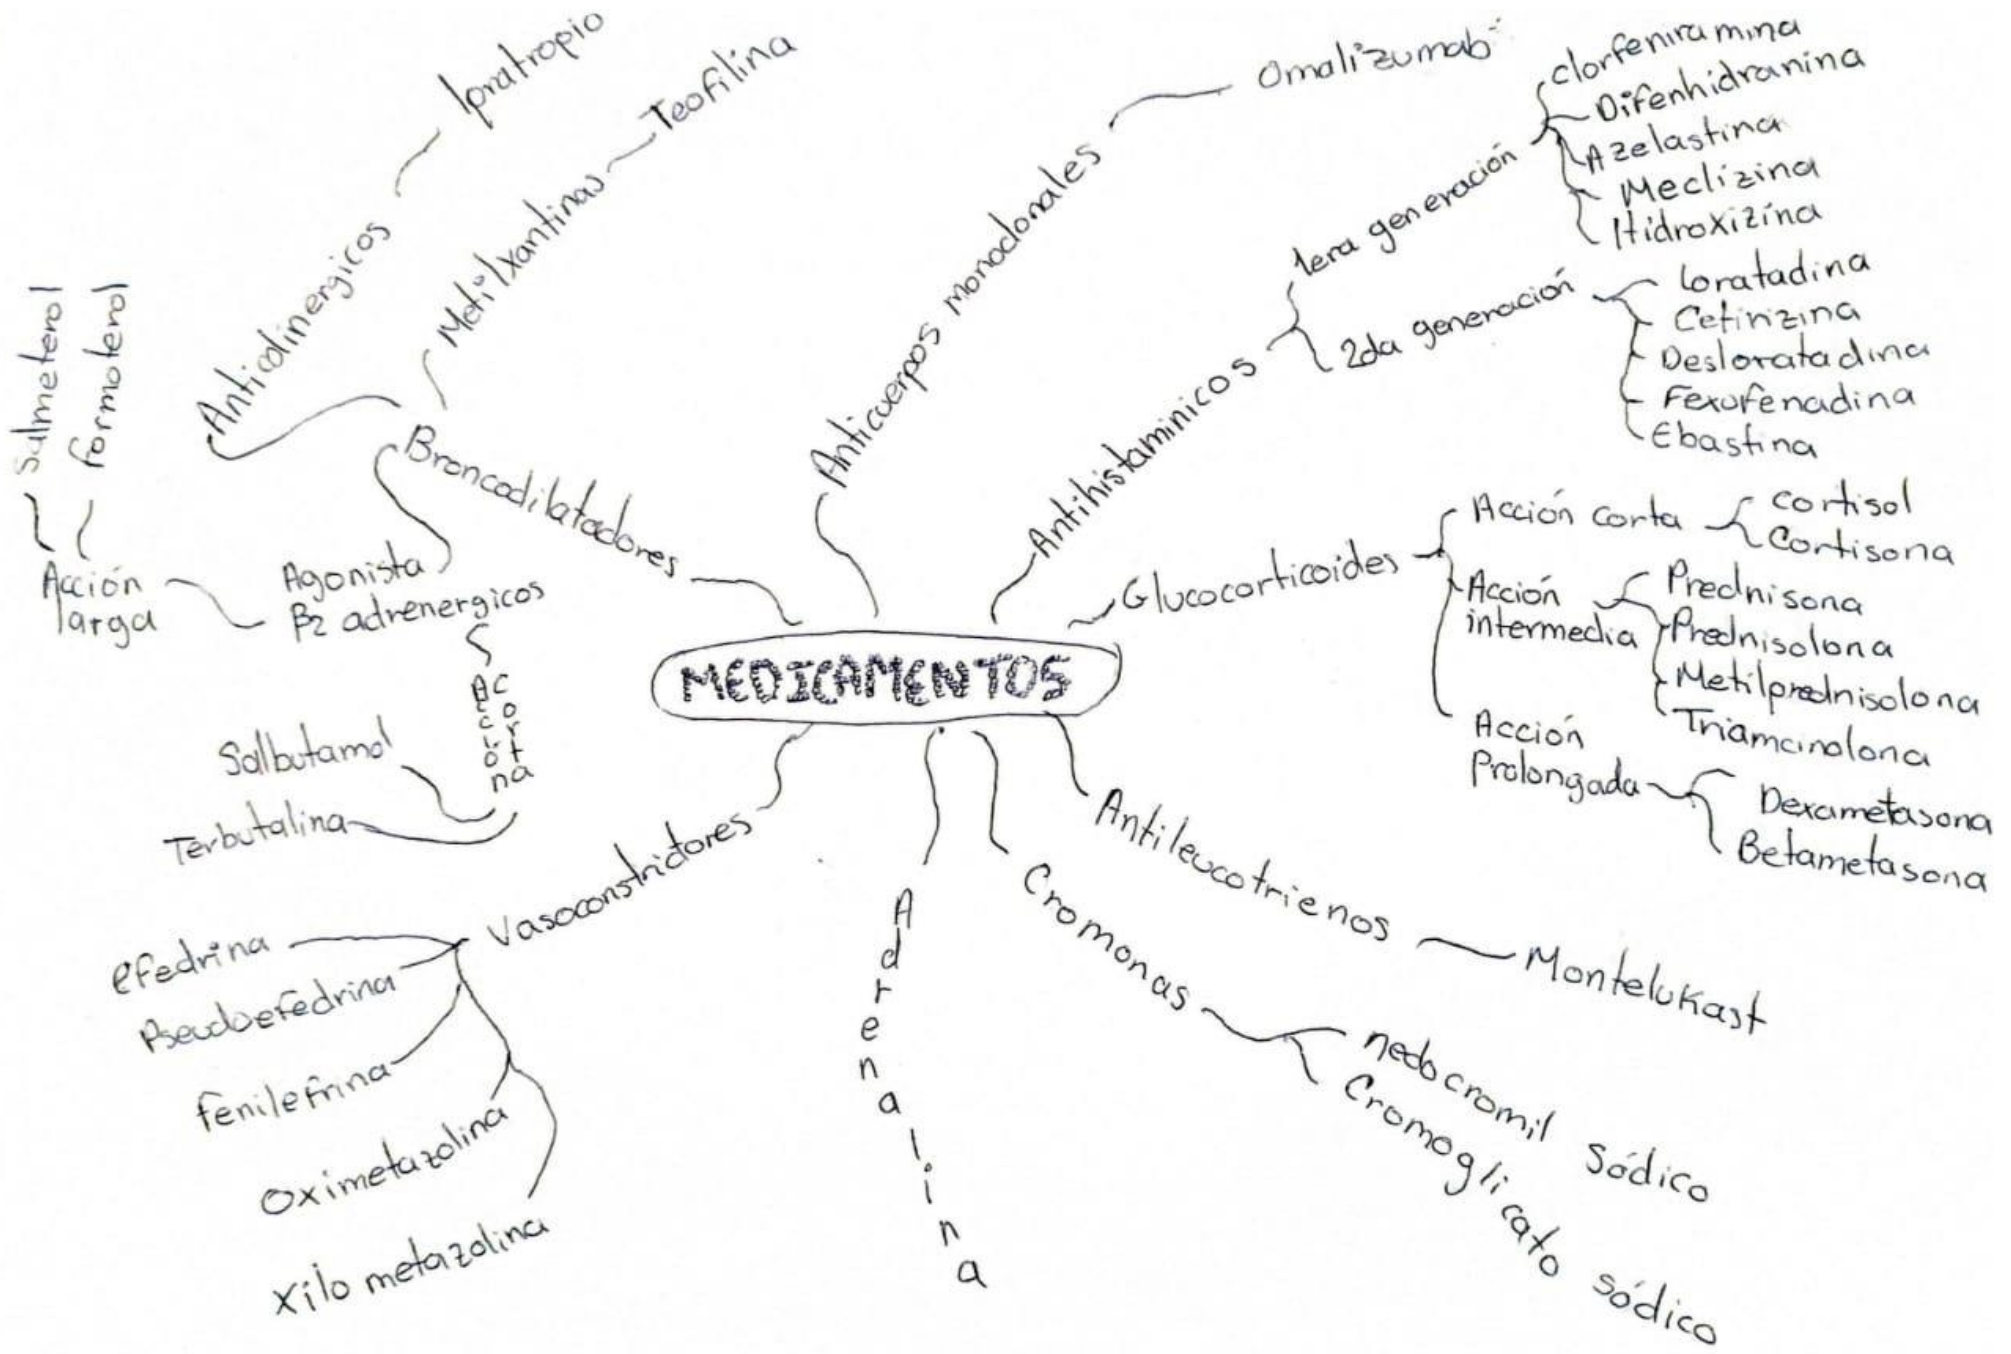 MEDICAMENTOS
Broncodilatadores
Anticolinergicos
Ipratropio
Metilxantinas
Teofilina
Agonista
β2 adrenergicos
Acción
larga
Salmeterol
formoterol
Acción
corta
Salbutamol
Terbutalina
Anticuerpos monoclonales
Omalizumab
Antihistaminicos
1era generación
clorfeniramina
Difenhidranina
Azelastina
Meclizina
Hidroxizina
2da generación
loratadina
Cetirizina
Desloratadina
Fexofenadina
Ebastina
Glucocorticoides
Acción corta
cortisol
Cortisona
Acción
intermedia
Prednisona
Prednisolona
Metilprednisolona
Triamcinolona
Acción
Prolongada
Dexametasona
Betametasona
Antileucotrienos
Montelukast
Cromonas
nedocromil sódico
Cromoglicato sódico
Adrenalina
Vasoconstrictores
efedrina
Pseudoefedrina
fenilefrina
Oximetazolina
Xilo metazolina